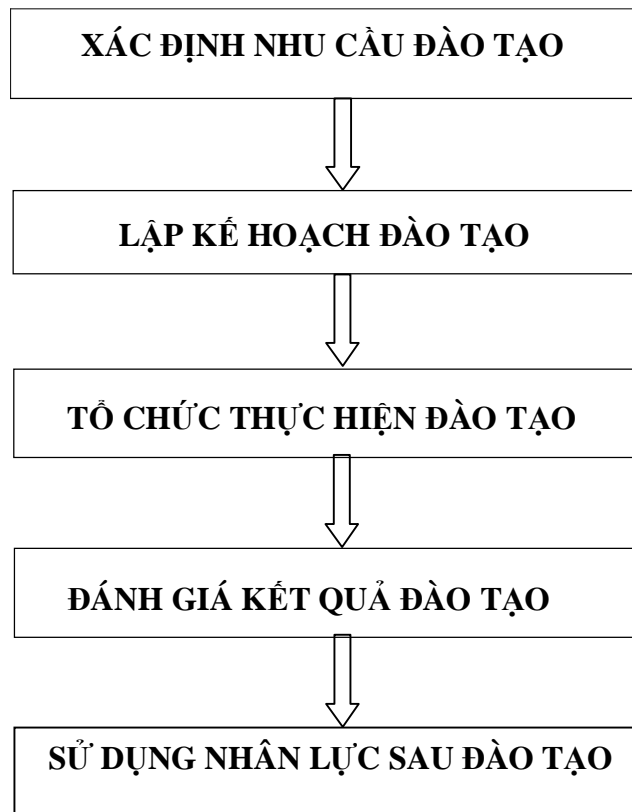 XÁC ĐỊNH NHU CẦU ĐÀO TẠO
LẬP KẾ HOẠCH ĐÀO TẠO
TỔ CHỨC THỰC HIỆN ĐÀO TẠO
ĐÁNH GIÁ KẾT QUẢ ĐÀO TẠO
SỬ DỤNG NHÂN LỰC SAU ĐÀO TẠO